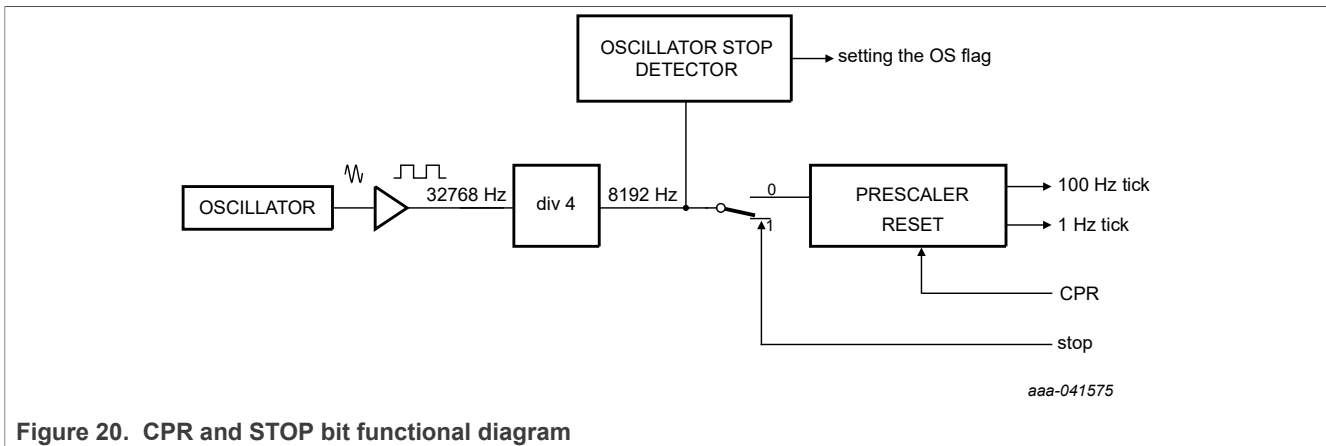 OSCILLATOR STOP
DETECTOR
setting the OS flag
OSCILLATOR
32768 Hz
div 4
8192 Hz
0
1
PRESCALER
RESET
100 Hz tick
1 Hz tick
CPR
stop
aaa-041575
Figure 20. CPR and STOP bit functional diagram